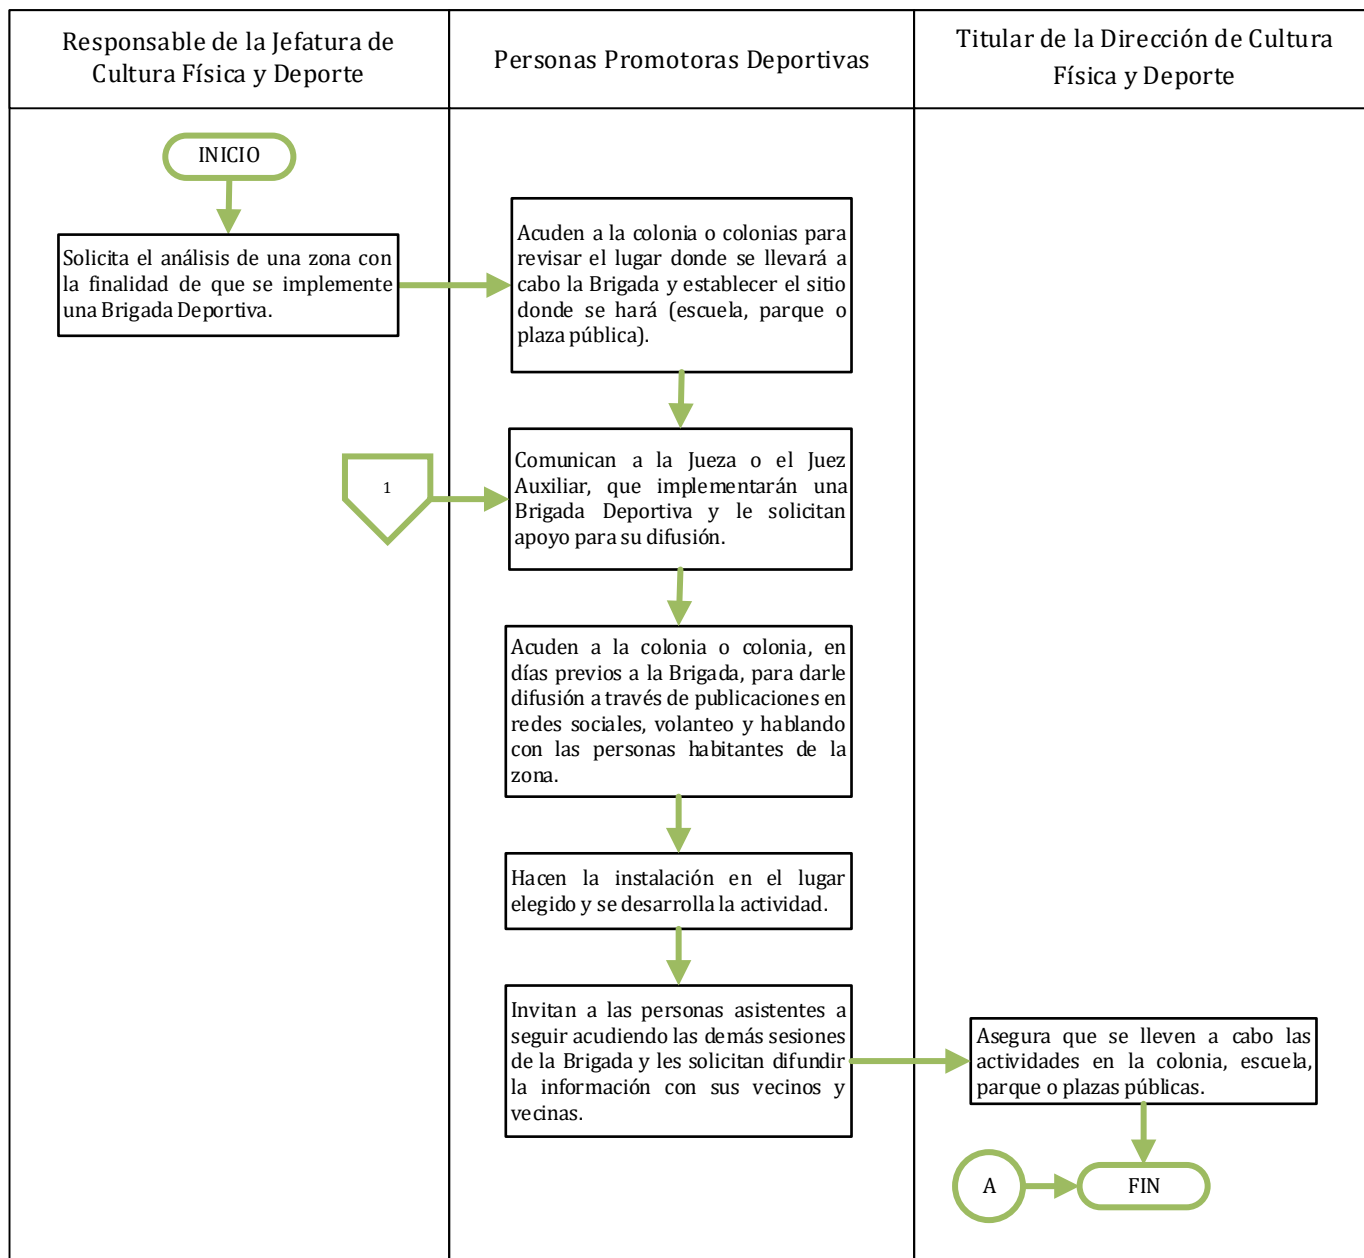 Responsable de la Jefatura de
Cultura Física y Deporte
Personas Promotoras Deportivas
Titular de la Dirección de Cultura
Física y Deporte
INICIO
Solicita el análisis de una zona con
la finalidad de que se implemente
una Brigada Deportiva.
Acuden a la colonia o colonias para
revisar el lugar donde se llevará a
cabo la Brigada y establecer el sitio
donde se hará (escuela, parque o
plaza pública).
1
Comunican a la Jueza o el Juez
Auxiliar, que implementarán una
Brigada Deportiva y le solicitan
apoyo para su difusión.
Acuden a la colonia o colonia, en
días previos a la Brigada, para darle
difusión a través de publicaciones en
redes sociales, volanteo y hablando
con las personas habitantes de la
zona.
Hacen la instalación en el lugar
elegido y se desarrolla la actividad.
Invitan a las personas asistentes a
seguir acudiendo las demás sesiones
de la Brigada y les solicitan difundir
la información con sus vecinos y
vecinas.
Asegura que se lleven a cabo las
actividades en la colonia, escuela,
parque o plazas públicas.
A
FIN